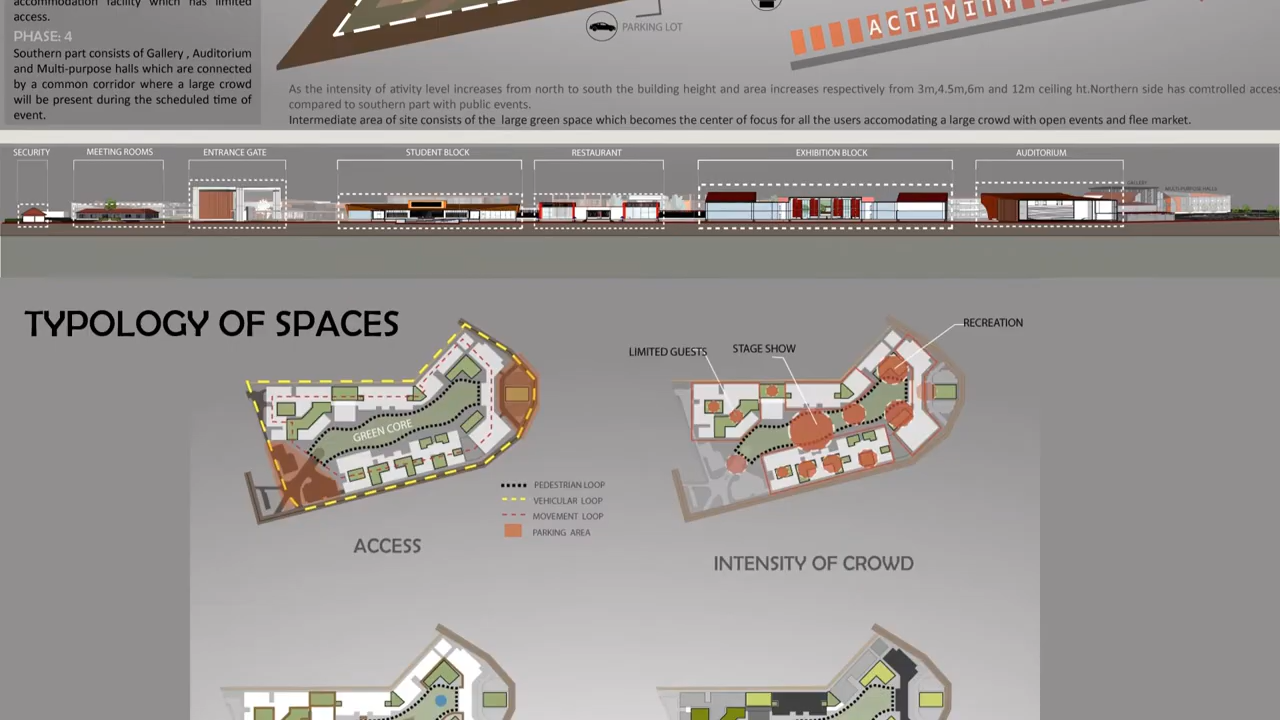 accommodation facility which has limited
access.
PHASE: 4
Southern part consists of Gallery , Auditorium
and Multi-purpose halls which are connected
by a common corridor where a large crowd
will be present during the scheduled time of
event.
PARKING LOT
ACTIVITY
As the intensity of ativity level increases from north to south the building height and area increases respectively from 3m,4.5m,6m and 12m ceiling ht.Northern side has comtrolled access
compared to southern part with public events.
Intermediate area of site consists of the large green space which becomes the center of focus for all the users accomodating a large crowd with open events and flee market.
SECURITY
MEETING ROOMS
ENTRANCE GATE
STUDENT BLOCK
RESTAURANT
EXHIBITION BLOCK
AUDITORIUM
GALLERY
MULTI-PURPOSE HALLS
TYPOLOGY OF SPACES
GREEN CORE
PEDESTRIAN LOOP
VEHICULAR LOOP
MOVEMENT LOOP
PARKING AREA
ACCESS
LIMITED GUESTS
STAGE SHOW
RECREATION
INTENSITY OF CROWD